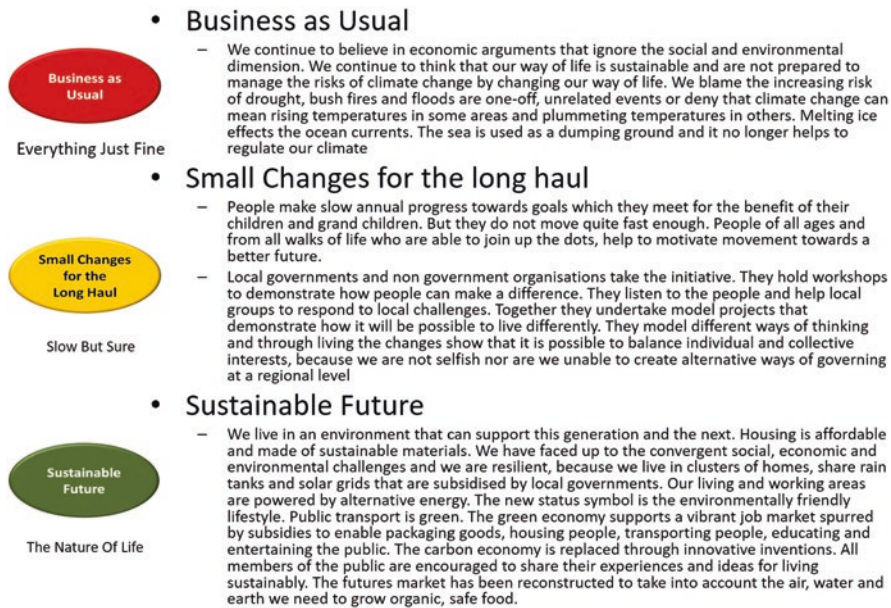 • Business as Usual
– We continue to believe in economic arguments that ignore the social and environmental
dimension. We continue to think that our way of life is sustainable and are not prepared to
manage the risks of climate change by changing our way of life. We blame the increasing risk
of drought, bush fires and floods are one-off, unrelated events or deny that climate change can
mean rising temperatures in some areas and plummeting temperatures in others. Melting ice
effects the ocean currents. The sea is used as a dumping ground and it no longer helps to
regulate our climate
Business as
Usual
Everything Just Fine
• Small Changes for the long haul
– People make slow annual progress towards goals which they meet for the benefit of their
children and grand children. But they do not move quite fast enough. People of all ages and
from all walks of life who are able to join up the dots, help to motivate movement towards a
better future.
– Local governments and non government organisations take the initiative. They hold workshops
to demonstrate how people can make a difference. They listen to the people and help local
groups to respond to local challenges. Together they undertake model projects that
demonstrate how it will be possible to live differently. They model different ways of thinking
and through living the changes show that it is possible to balance individual and collective
interests, because we are not selfish nor are we unable to create alternative ways of governing
at a regional level
Small Changes
for the
Long Haul
Slow But Sure
• Sustainable Future
– We live in an environment that can support this generation and the next. Housing is affordable
and made of sustainable materials. We have faced up to the convergent social, economic and
environmental challenges and we are resilient, because we live in clusters of homes, share rain
tanks and solar grids that are subsidised by local governments. Our living and working areas
are powered by alternative energy. The new status symbol is the environmentally friendly
lifestyle. Public transport is green. The green economy supports a vibrant job market spurred
by subsidies to enable packaging goods, housing people, transporting people, educating and
entertaining the public. The carbon economy is replaced through innovative inventions. All
members of the public are encouraged to share their experiences and ideas for living
sustainably. The futures market has been reconstructed to take into account the air, water and
earth we need to grow organic, safe food.
Sustainable
Future
The Nature Of Life